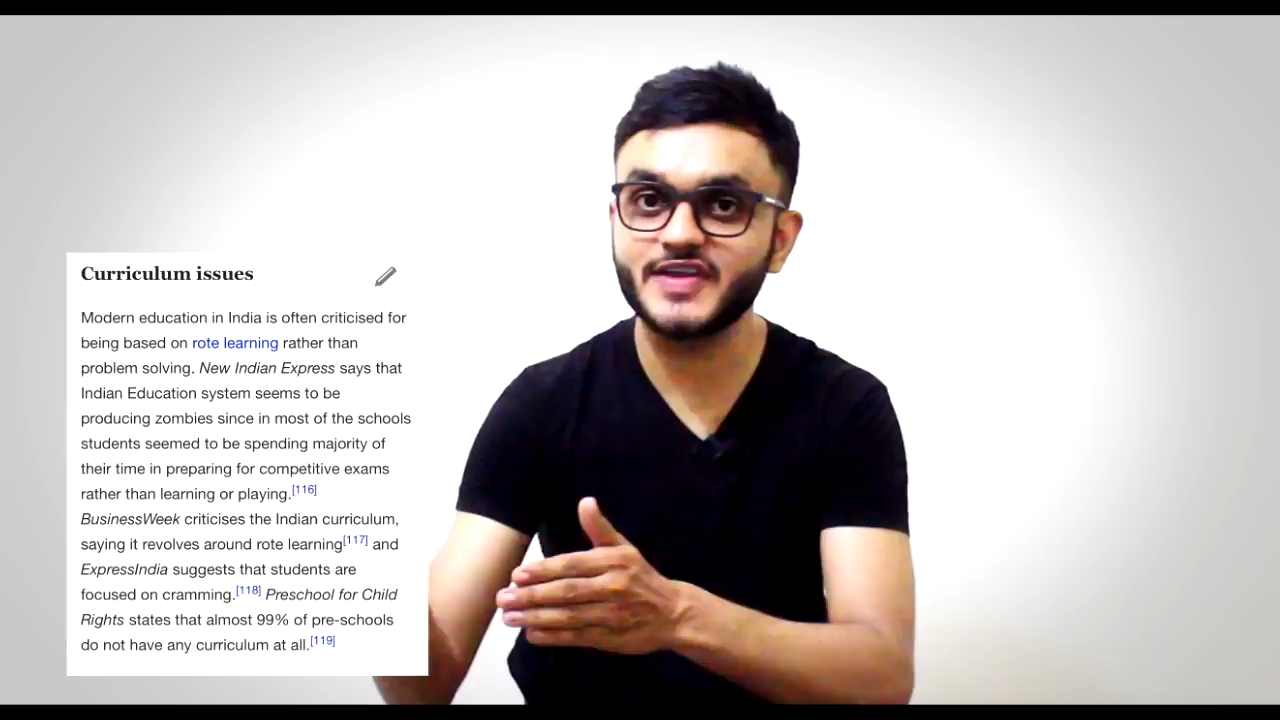 Curriculum issues
Modern education in India is often criticised for
being based on rote learning rather than
problem solving. New Indian Express says that
Indian Education system seems to be
producing zombies since in most of the schools
students seemed to be spending majority of
their time in preparing for competitive exams
rather than learning or playing.[116]
BusinessWeek criticises the Indian curriculum,
saying it revolves around rote learning[117] and
ExpressIndia suggests that students are
focused on cramming.[118] Preschool for Child
Rights states that almost 99% of pre-schools
do not have any curriculum at all.[119]